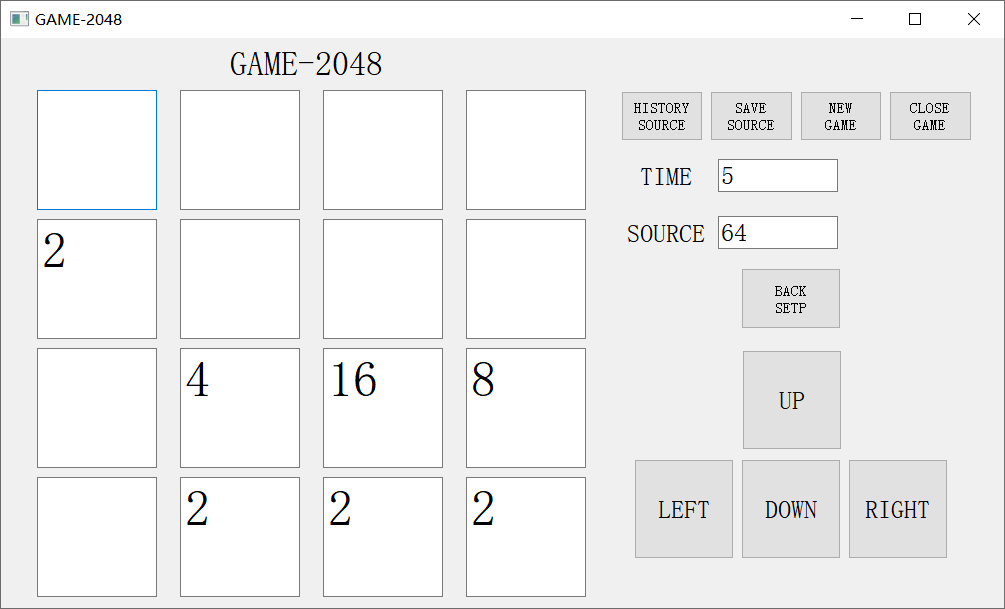 GAME-2048
GAME-2048
HISTORY
SOURCE
SAVE
SOURCE
NEW
GAME
CLOSE
GAME
TIME 5
SOURCE 64
BACK
SETP
2
4 16 8
2 2 2
UP
LEFT DOWN RIGHT